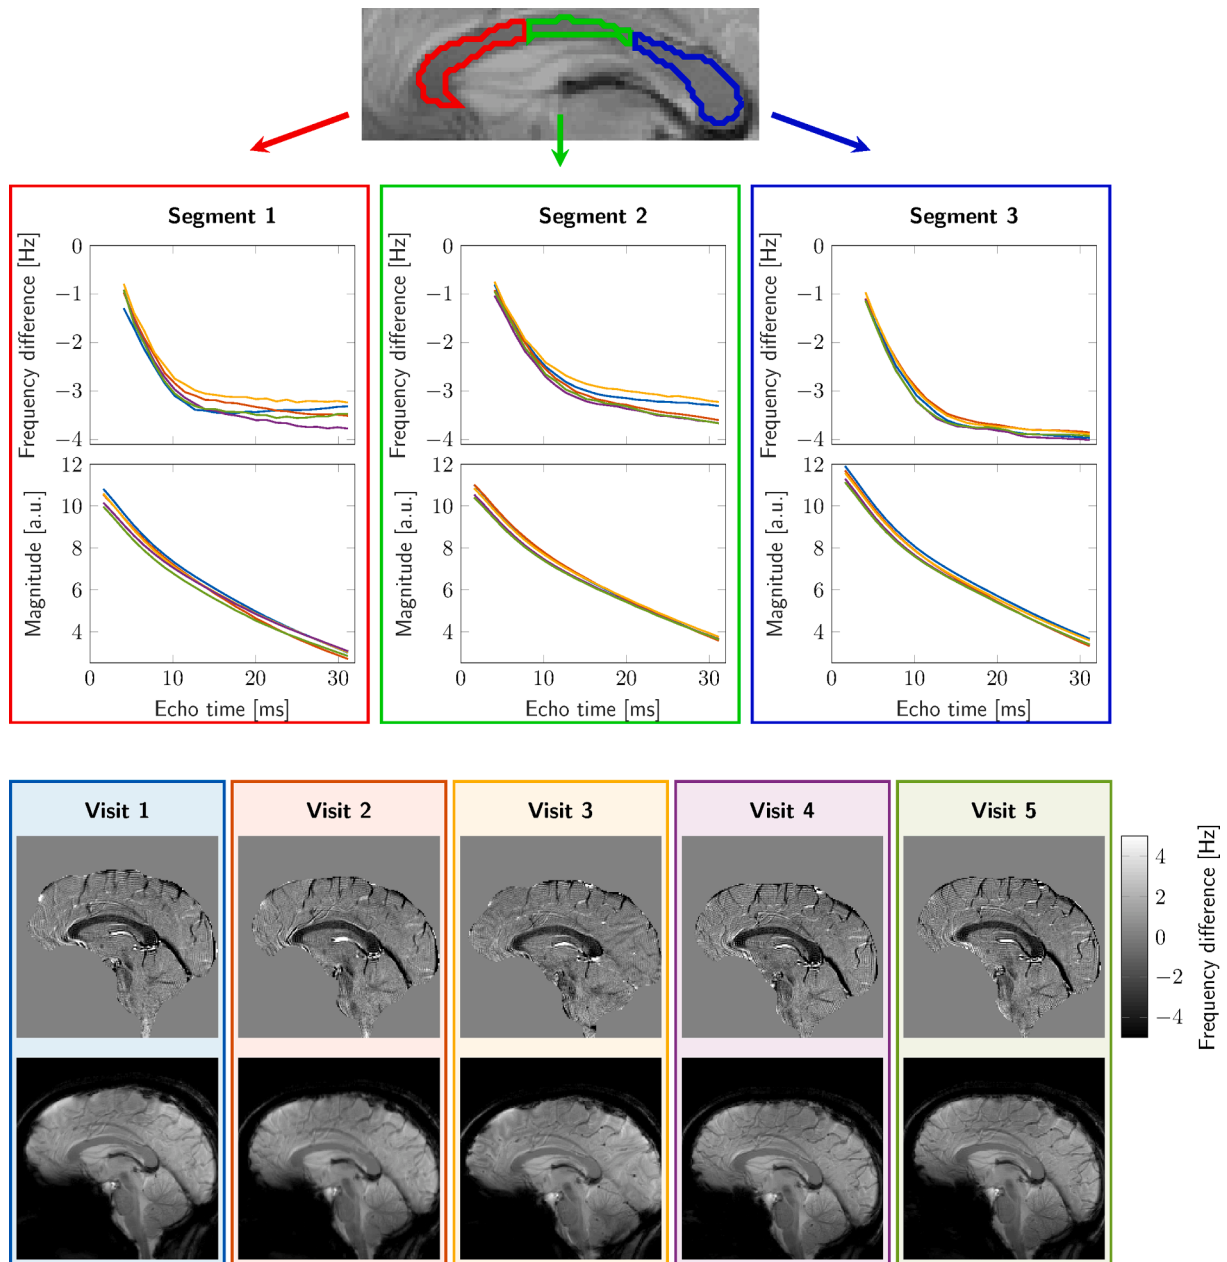 Segment 1
Segment 2
Segment 3
Frequency difference [Hz]
0
−1
−2
−3
−4
Frequency difference [Hz]
0
−1
−2
−3
−4
Frequency difference [Hz]
0
−1
−2
−3
−4
Magnitude [a.u.]
12
10
8
6
4
Magnitude [a.u.]
12
10
8
6
4
Magnitude [a.u.]
12
10
8
6
4
0 10 20 30
0 10 20 30
0 10 20 30
Echo time [ms]
Echo time [ms]
Echo time [ms]
Visit 1
Visit 2
Visit 3
Visit 4
Visit 5
4
2
0
−2
−4
Frequency difference [Hz]